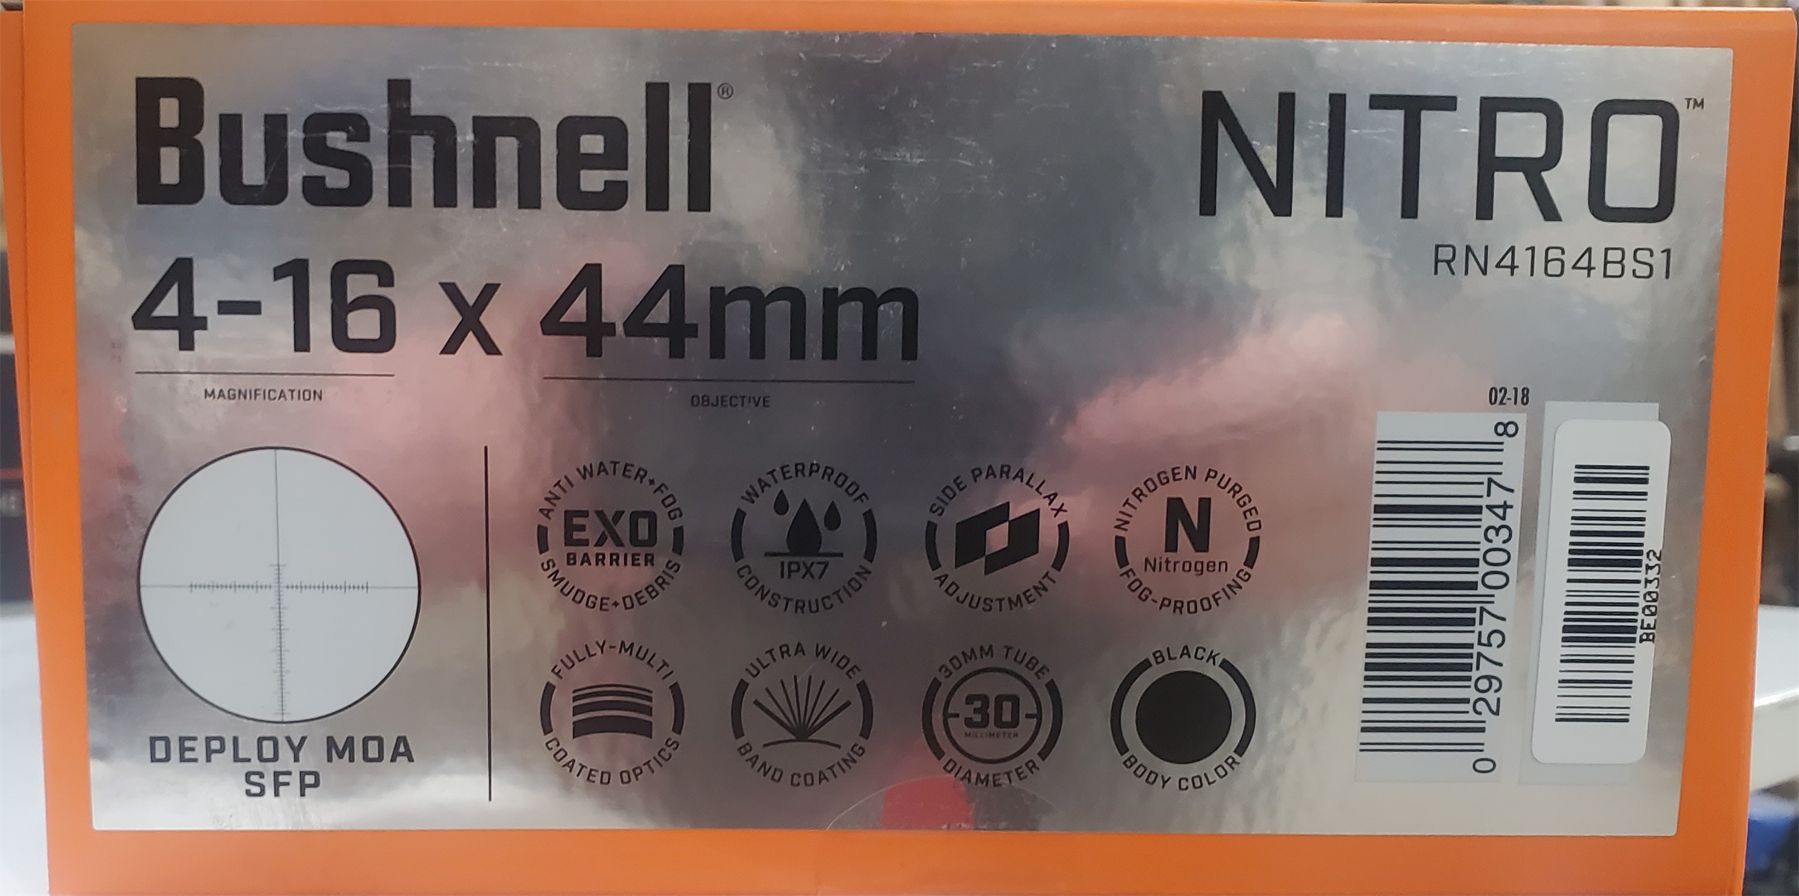 Bushnell®
NITRO™
RN4164BS1
4-16 x 44mm
MAGNIFICATION
OBJECTIVE
DEPLOY MOA
SFP
ANTI WATER+FOG
EXO
BARRIER
SMUDGE+DEBRIS
WATERPROOF
IPX7
CONSTRUCTION
SIDE PARALLAX
ADJUSTMENT
NITROGEN PURGED
N
Nitrogen
FOG-PROOFING
FULLY-MULTI
COATED OPTICS
ULTRA WIDE
BAND COATING
30MM TUBE
30
MILLIMETER
DIAMETER
BLACK
BODY COLOR
02-18
0 29757 00347 8
BE00332